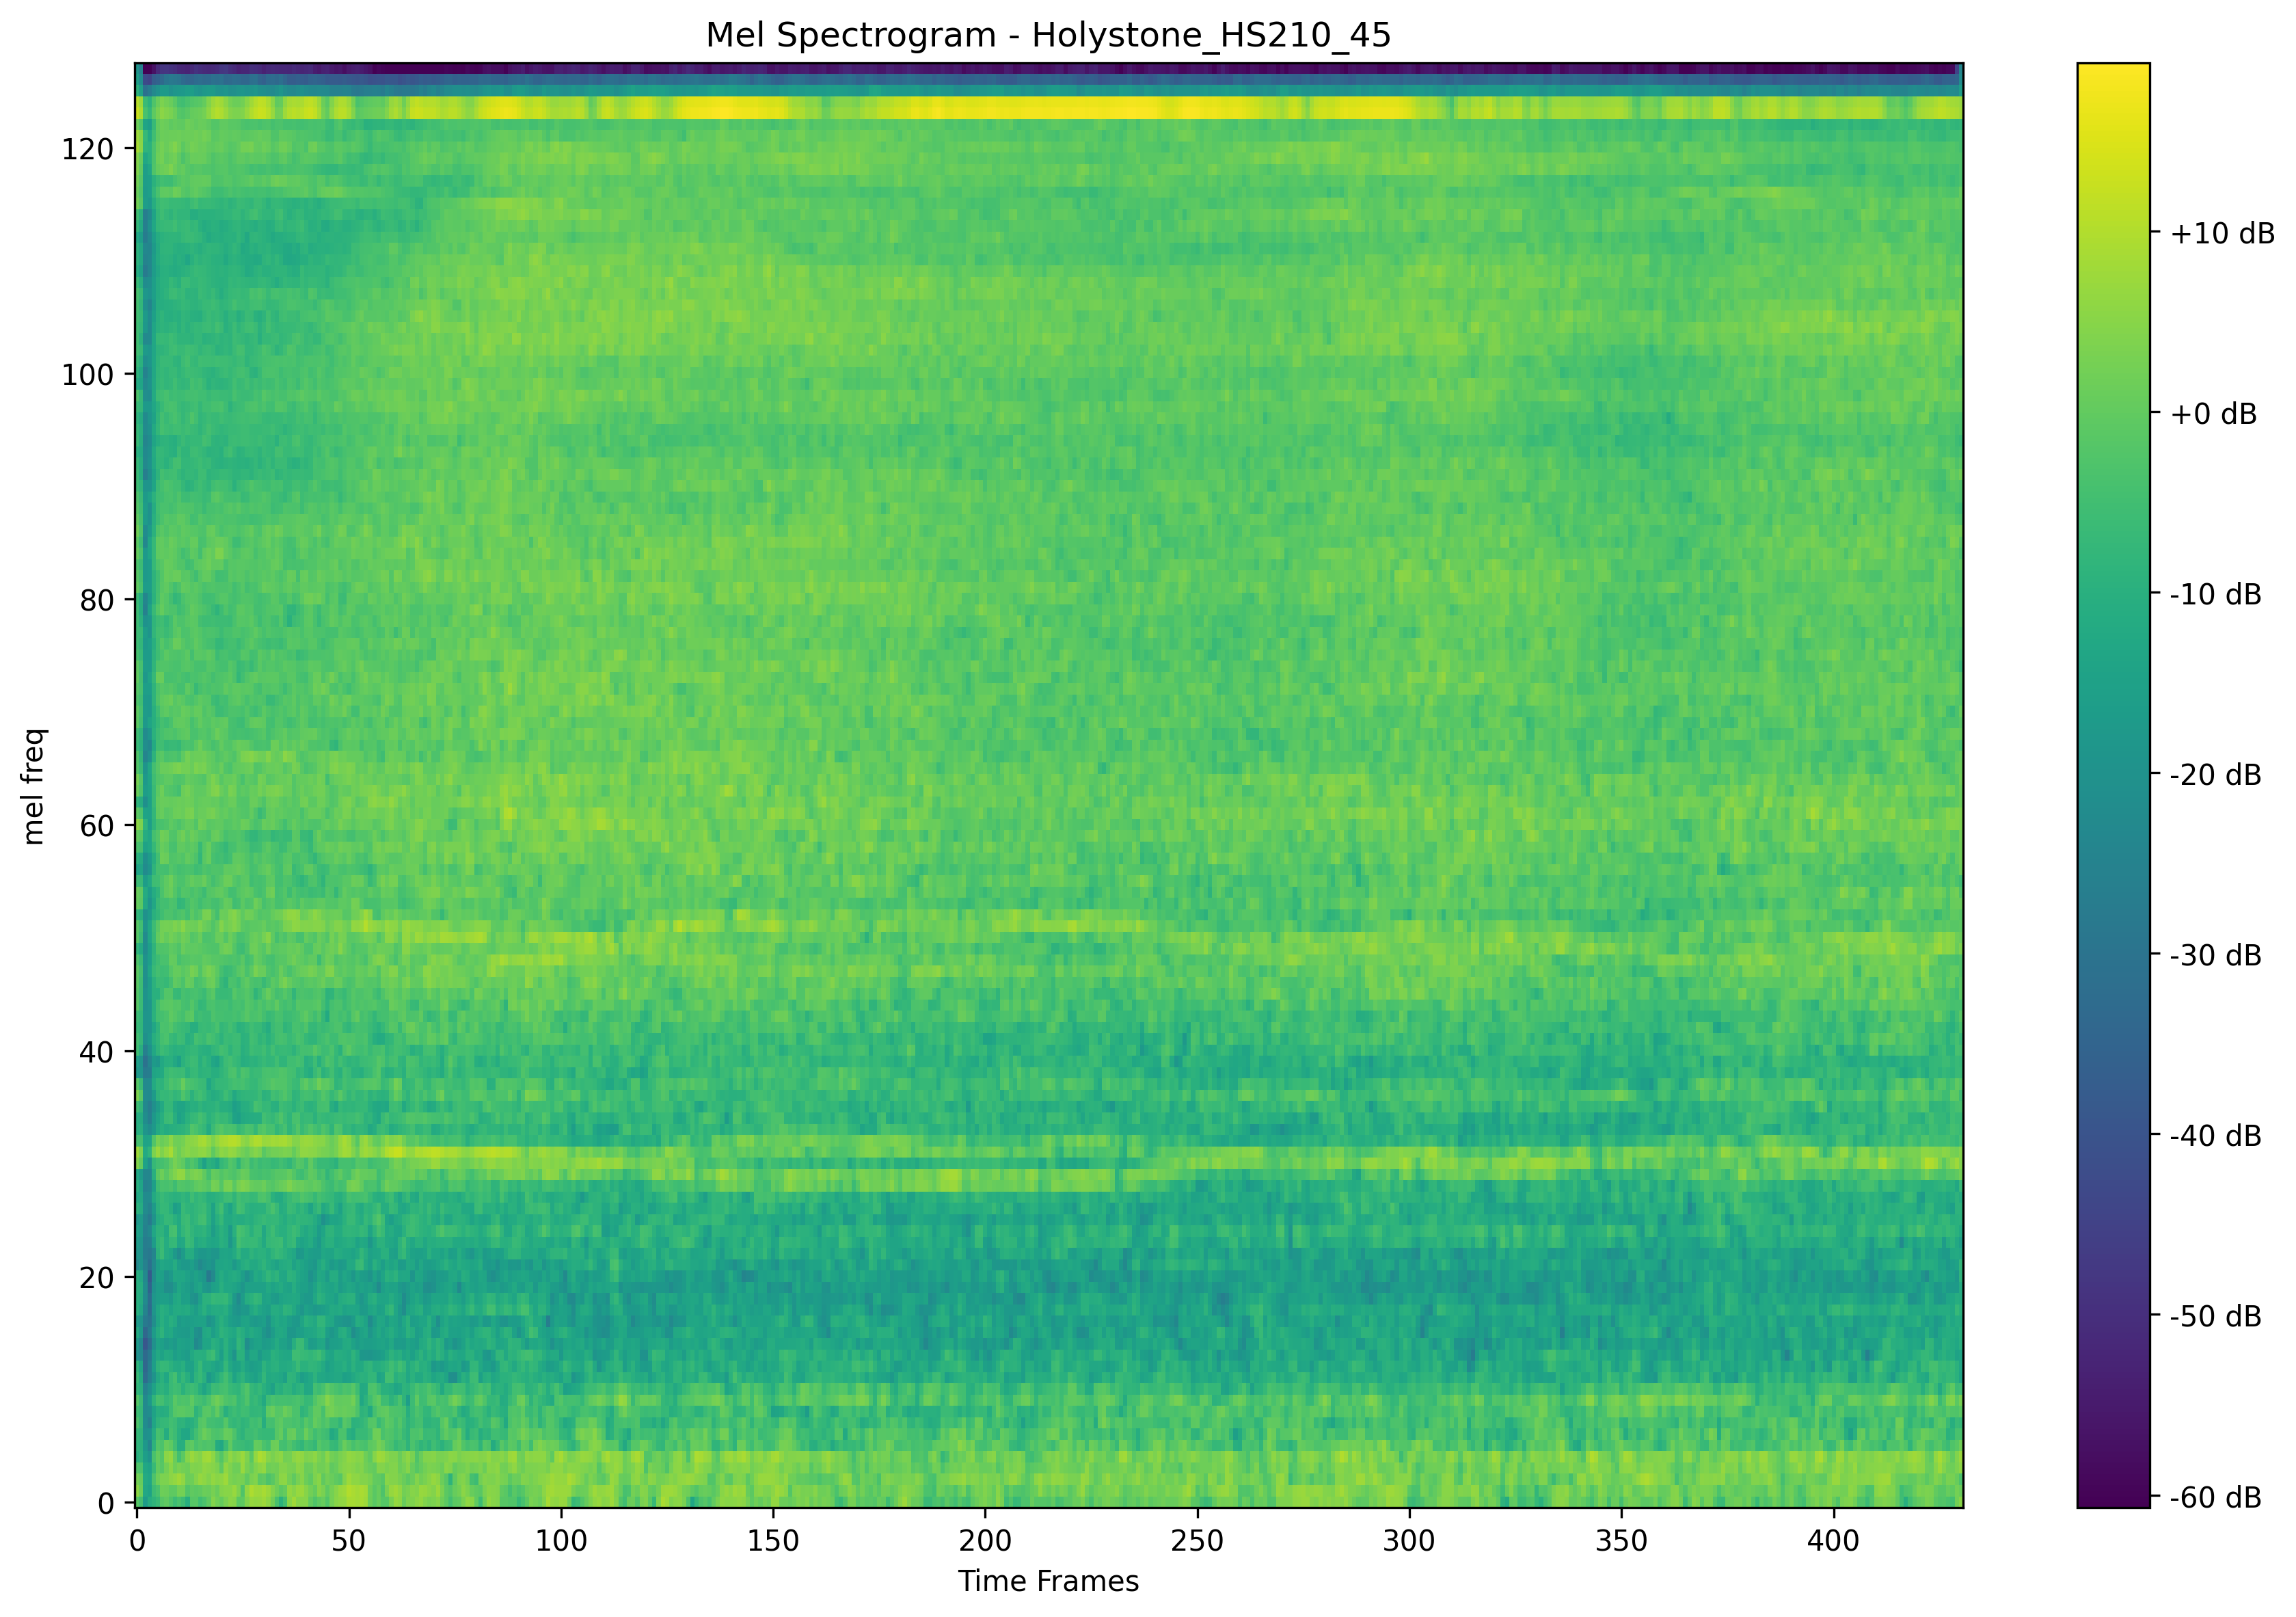 Mel Spectrogram - Holystone_HS210_45
mel freq
120
100
80
60
40
20
0
0 50 100 150 200 250 300 350 400
Time Frames
+10 dB
+0 dB
-10 dB
-20 dB
-30 dB
-40 dB
-50 dB
-60 dB